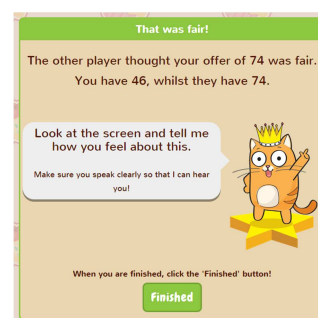 That was fair!
The other player thought your offer of 74 was fair.
You have 46, whilst they have 74.
Look at the screen and tell me
how you feel about this.
Make sure you speak clearly so that I can hear
you!
When you are finished, click the 'Finished' button!
Finished